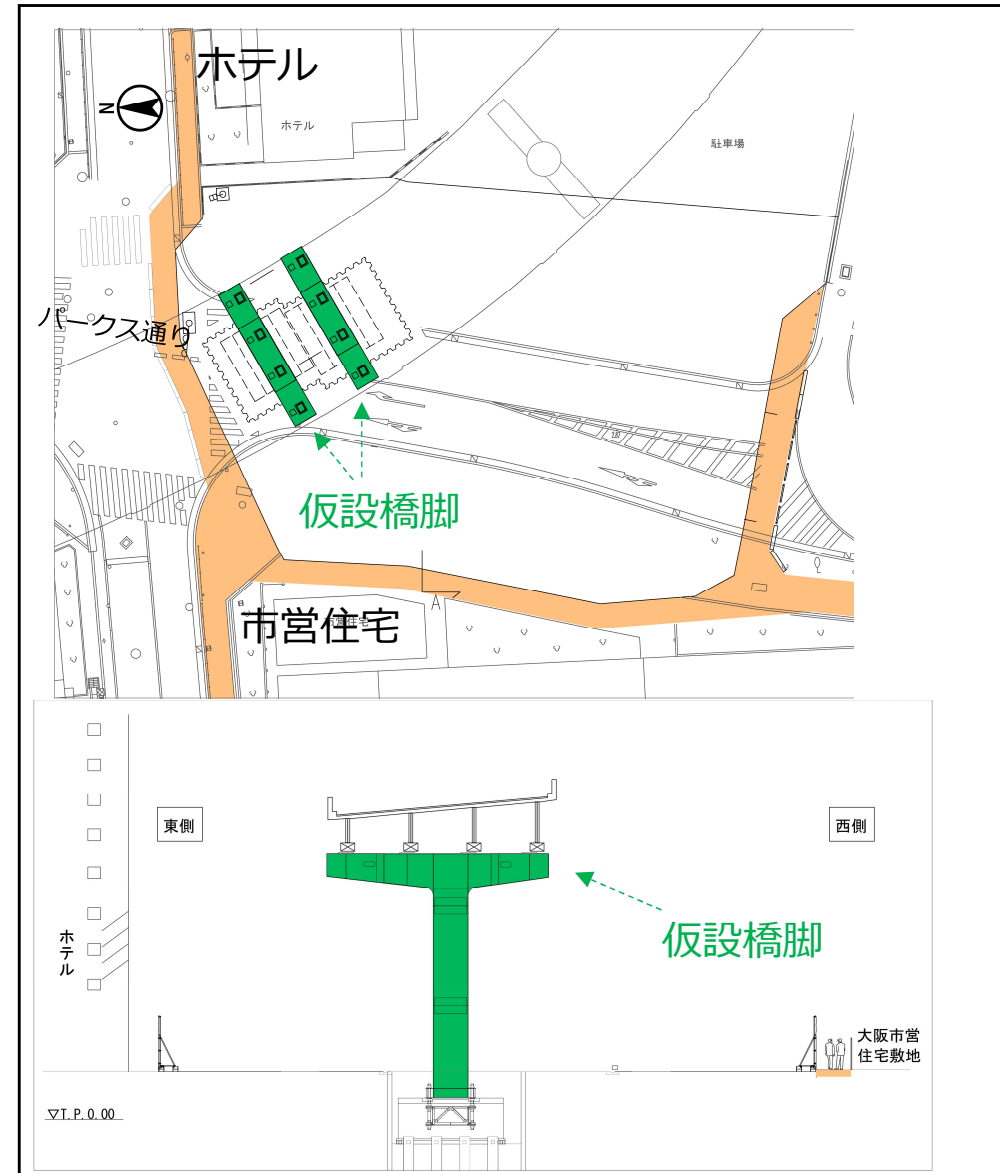 ホテル
N
ホテル
駐車場
パークス通り
仮設橋脚
A
市営住宅
市営住宅
東側
西側
仮設橋脚
ホテル
大阪市営
住宅敷地
▽T.P.0.00